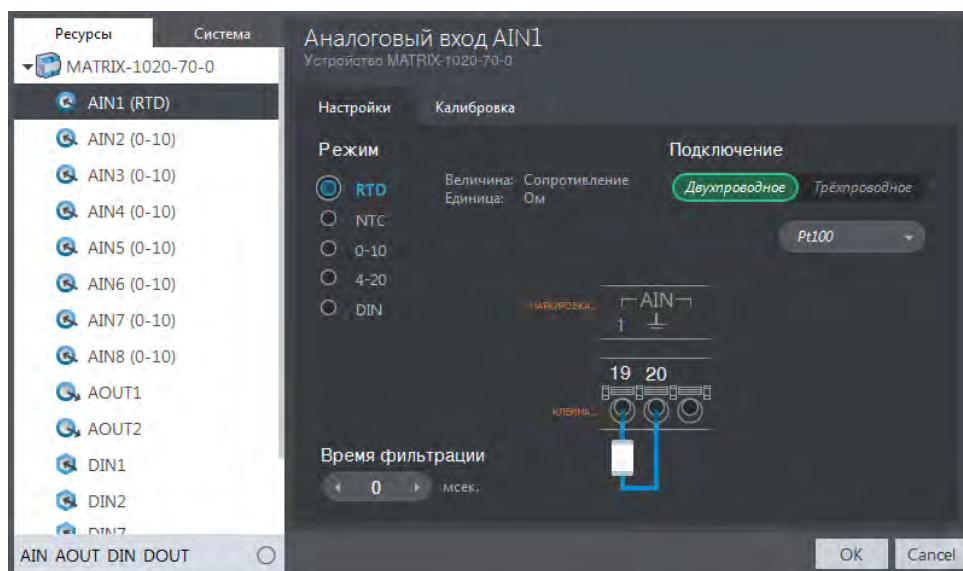 Ресурсы
Система
MATRIX-1020-70-0
AIN1 (RTD)
AIN2 (0-10)
AIN3 (0-10)
AIN4 (0-10)
AIN5 (0-10)
AIN6 (0-10)
AIN7 (0-10)
AIN8 (0-10)
AOUT1
AOUT2
DIN1
DIN2
DIN7
AIN AOUT DIN DOUT
Аналоговый вход AIN1
Устройство MATRIX-1020-70-0
Настройки
Калибровка
Режим
RTD
NTC
0-10
4-20
DIN
Величина: Сопротивление
Единица: Ом
Подключение
Двухпроводное
Трёхпроводное
Pt100
МАРКИРОВКА...
AIN
1
19 20
КЛЕММА...
Время фильтрации
0
мсек.
OK
Cancel